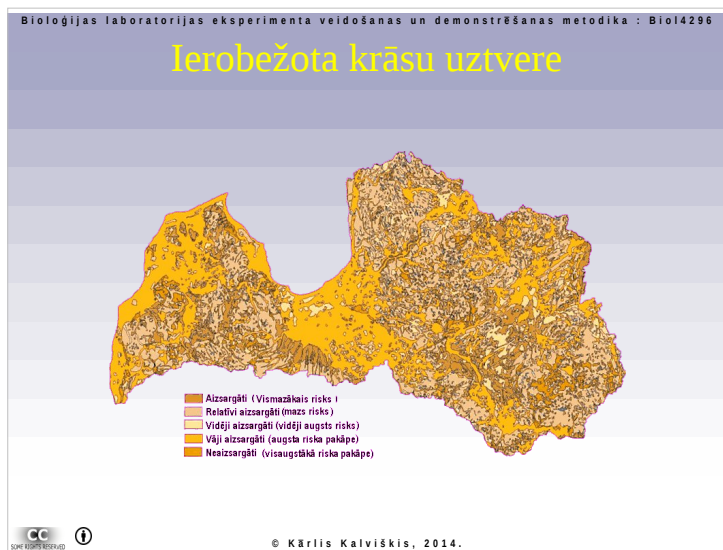 Bioloģijas laboratorijas eksperimenta veidošanas un demonstrēšanas metodika : Biol4296
Ierobežota krāsu uztvere
Aizsargāti (Vismazākais risks)
Relatīvi aizsargāti (mazs risks)
Vidēji aizsargāti (vidēji augsts risks)
Vāji aizsargāti (augsta riska pakāpe)
Neaizsargāti (visaugstākā riska pakāpe)
CC
SOME RIGHTS RESERVED
© Kārlis Kalviškis, 2014.